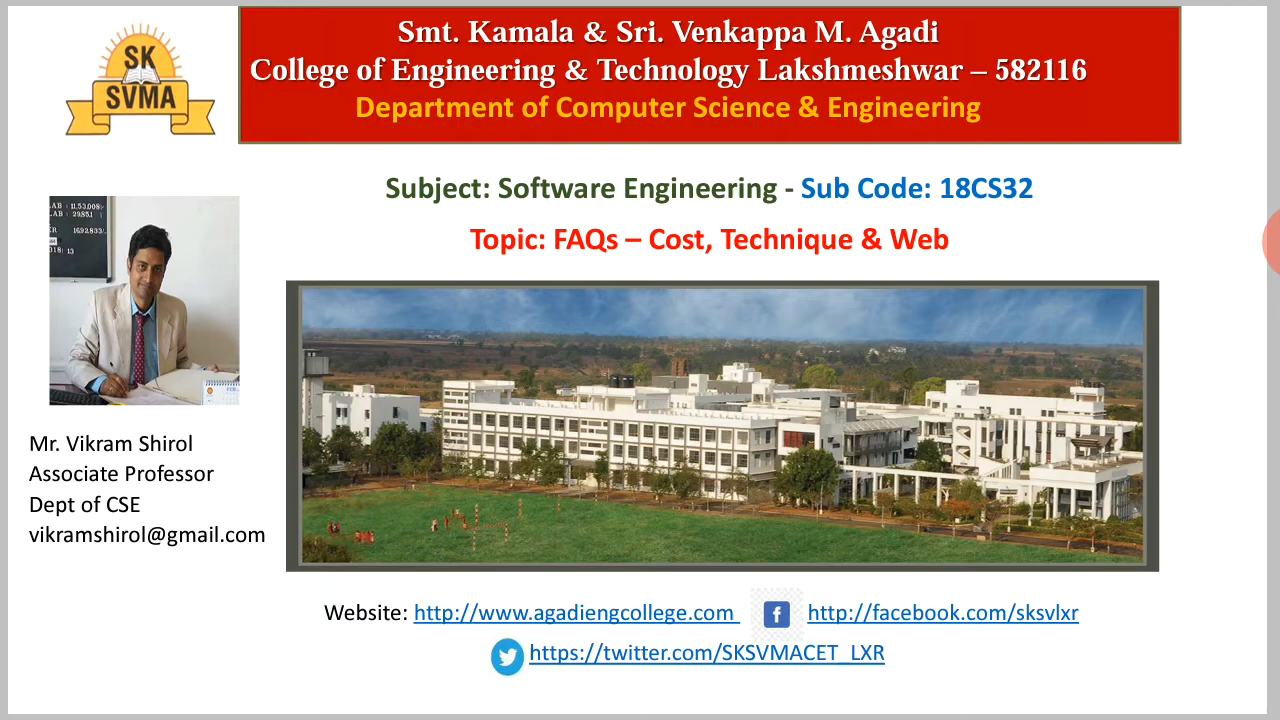 SK
SVMA
Smt. Kamala & Sri. Venkappa M. Agadi
College of Engineering & Technology Lakshmeshwar – 582116
Department of Computer Science & Engineering
Subject: Software Engineering - Sub Code: 18CS32
Topic: FAQs – Cost, Technique & Web
Mr. Vikram Shirol
Associate Professor
Dept of CSE
vikramshirol@gmail.com
Website: http://www.agadiengcollege.com http://facebook.com/sksvlxr
https://twitter.com/SKSVMACET_LXR